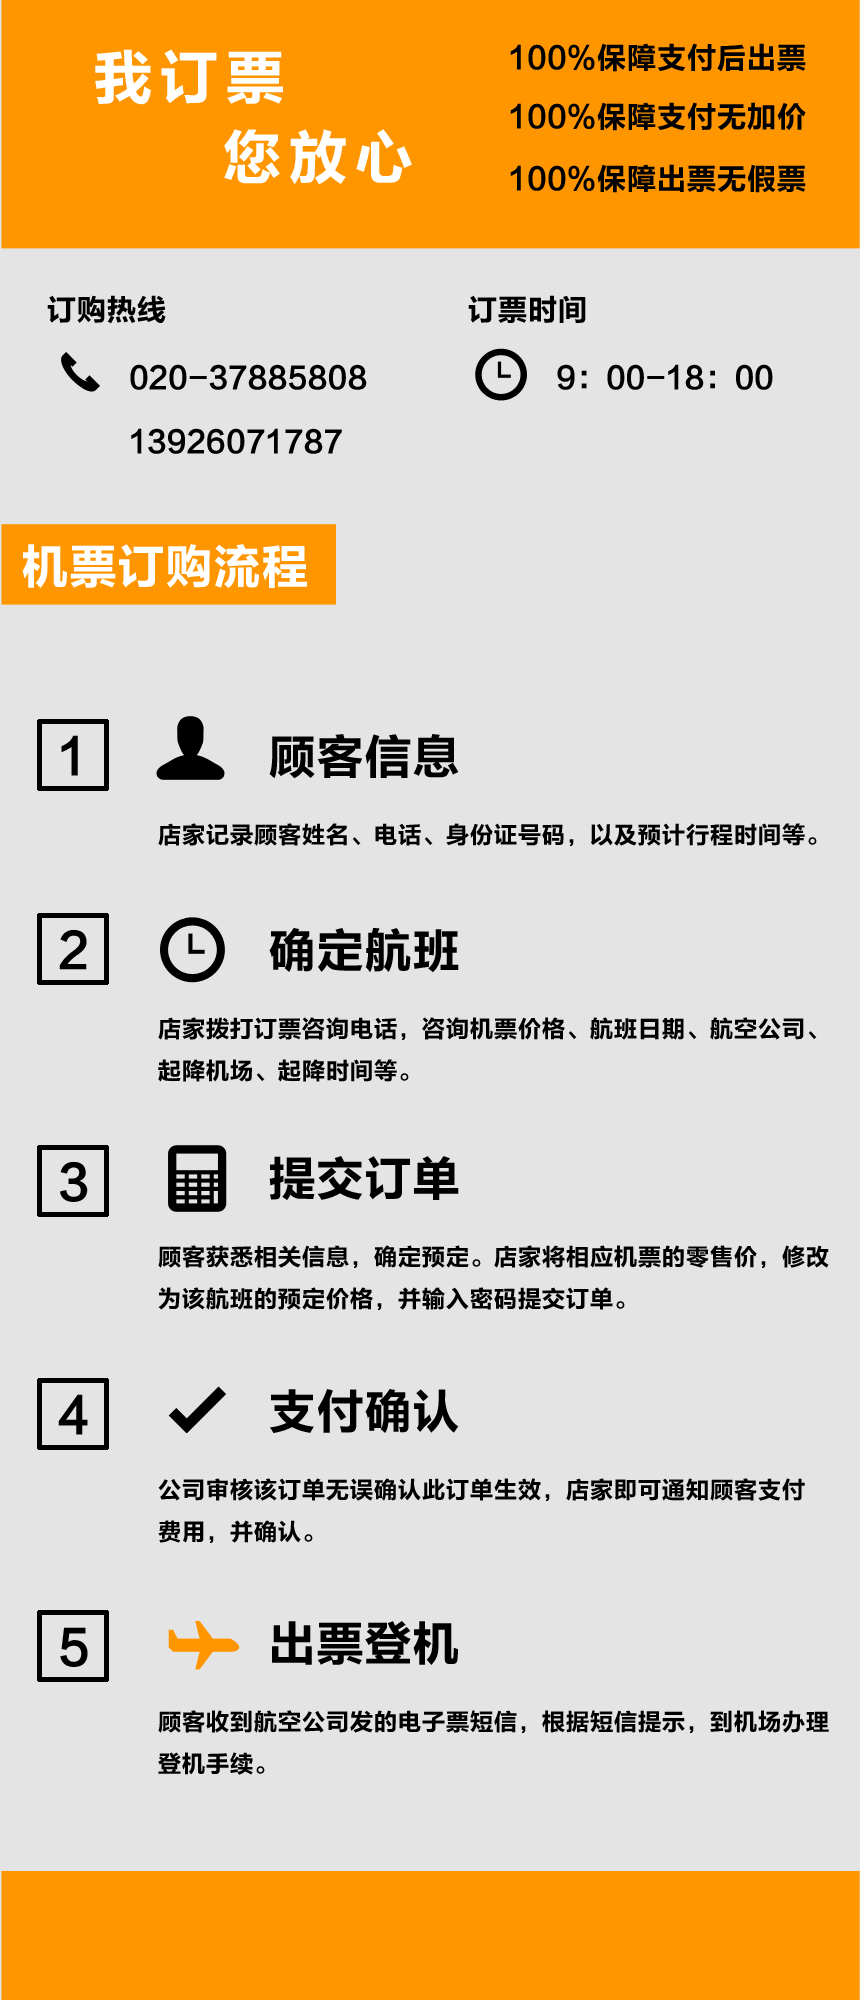 我订票
您放心
100%保障支付后出票
100%保障支付无加价
100%保障出票无假票
订购热线
020-37885808
13926071787
订票时间
9：00-18：00
机票订购流程
1
顾客信息
店家记录顾客姓名、电话、身份证号码，以及预计行程时间等。
2
确定航班
店家拨打订票咨询电话，咨询机票价格、航班日期、航空公司、
起降机场、起降时间等。
3
提交订单
顾客获悉相关信息，确定预定。店家将相应机票的零售价，修改
为该航班的预定价格，并输入密码提交订单。
4
支付确认
公司审核该订单无误确认此订单生效，店家即可通知顾客支付
费用，并确认。
5
出票登机
顾客收到航空公司发的电子票短信，根据短信提示，到机场办理
登机手续。